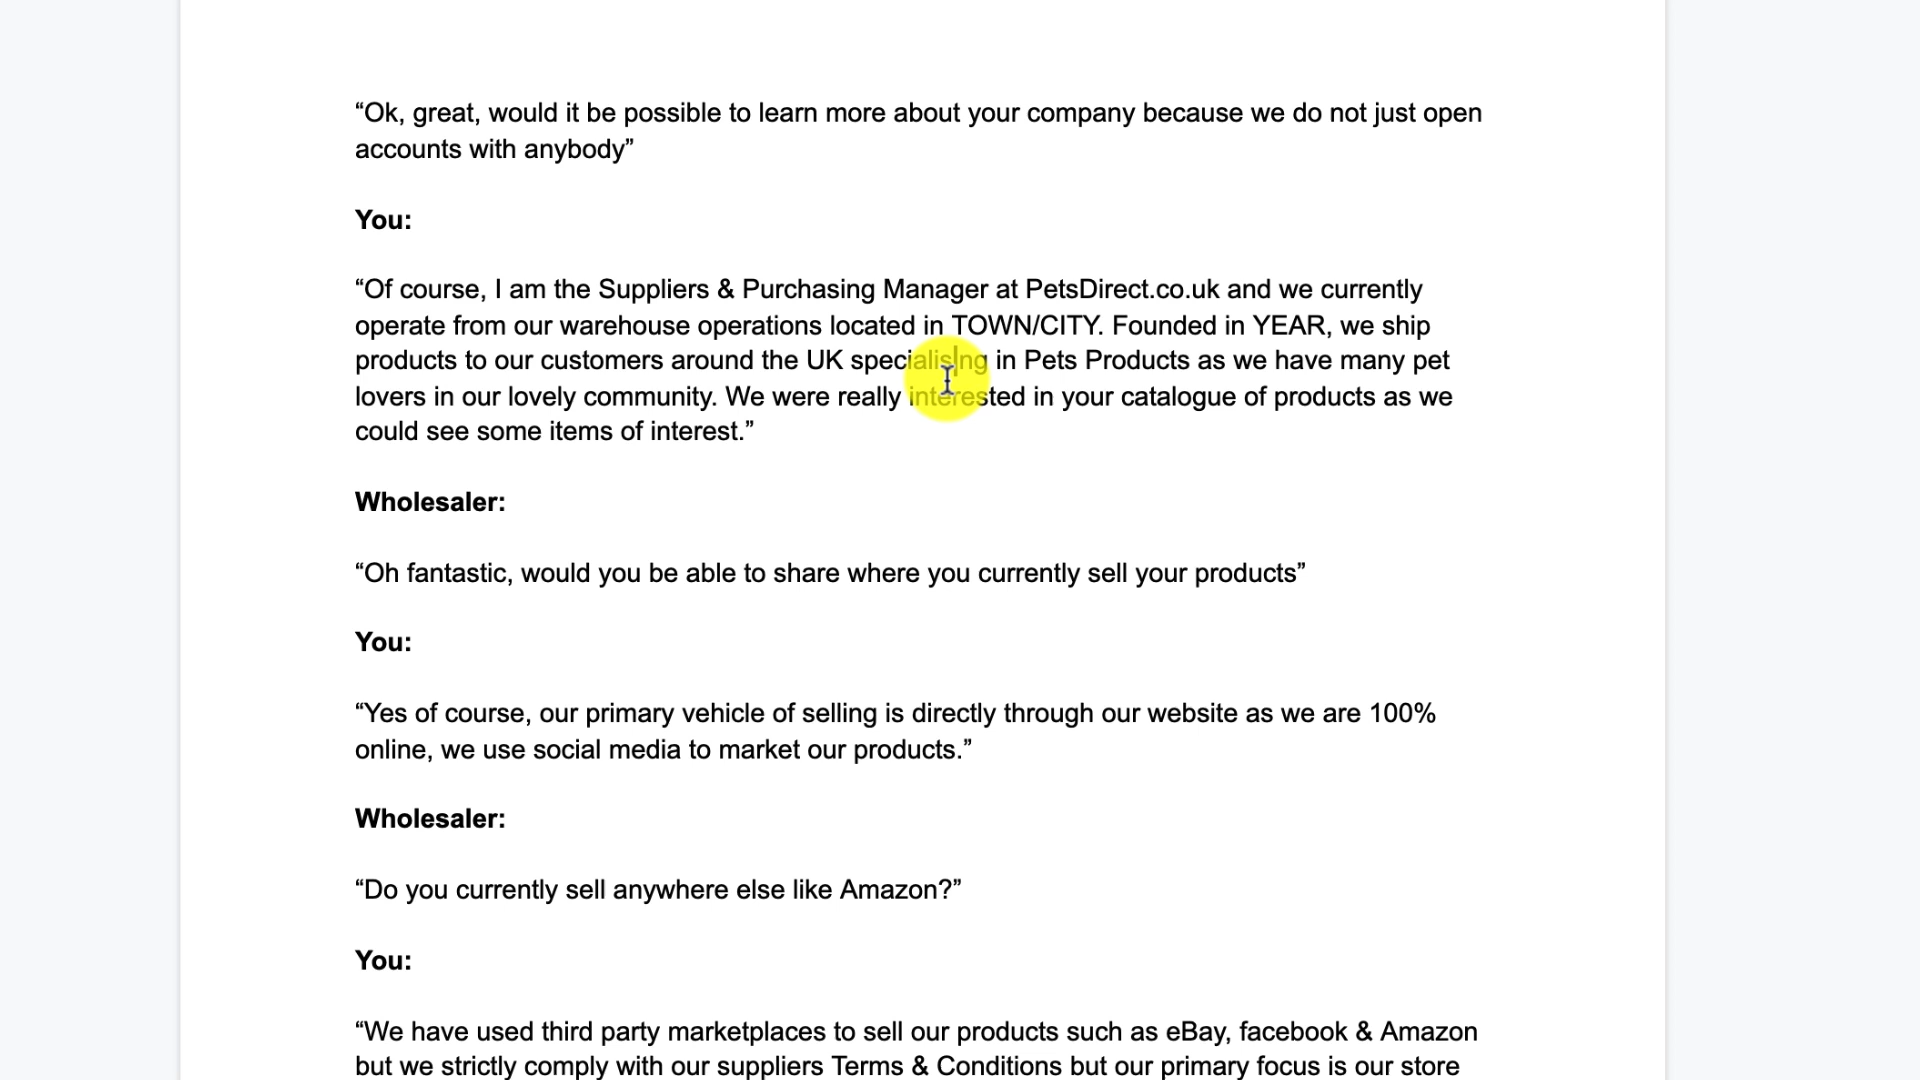 “Ok, great, would it be possible to learn more about your company because we do not just open
accounts with anybody”
You:
“Of course, I am the Suppliers & Purchasing Manager at PetsDirect.co.uk and we currently
operate from our warehouse operations located in TOWN/CITY. Founded in YEAR, we ship
products to our customers around the UK specialising in Pets Products as we have many pet
lovers in our lovely community. We were really interested in your catalogue of products as we
could see some items of interest.”
Wholesaler:
“Oh fantastic, would you be able to share where you currently sell your products”
You:
“Yes of course, our primary vehicle of selling is directly through our website as we are 100%
online, we use social media to market our products.”
Wholesaler:
“Do you currently sell anywhere else like Amazon?”
You:
“We have used third party marketplaces to sell our products such as eBay, facebook & Amazon
but we strictly comply with our suppliers Terms & Conditions but our primary focus is our store